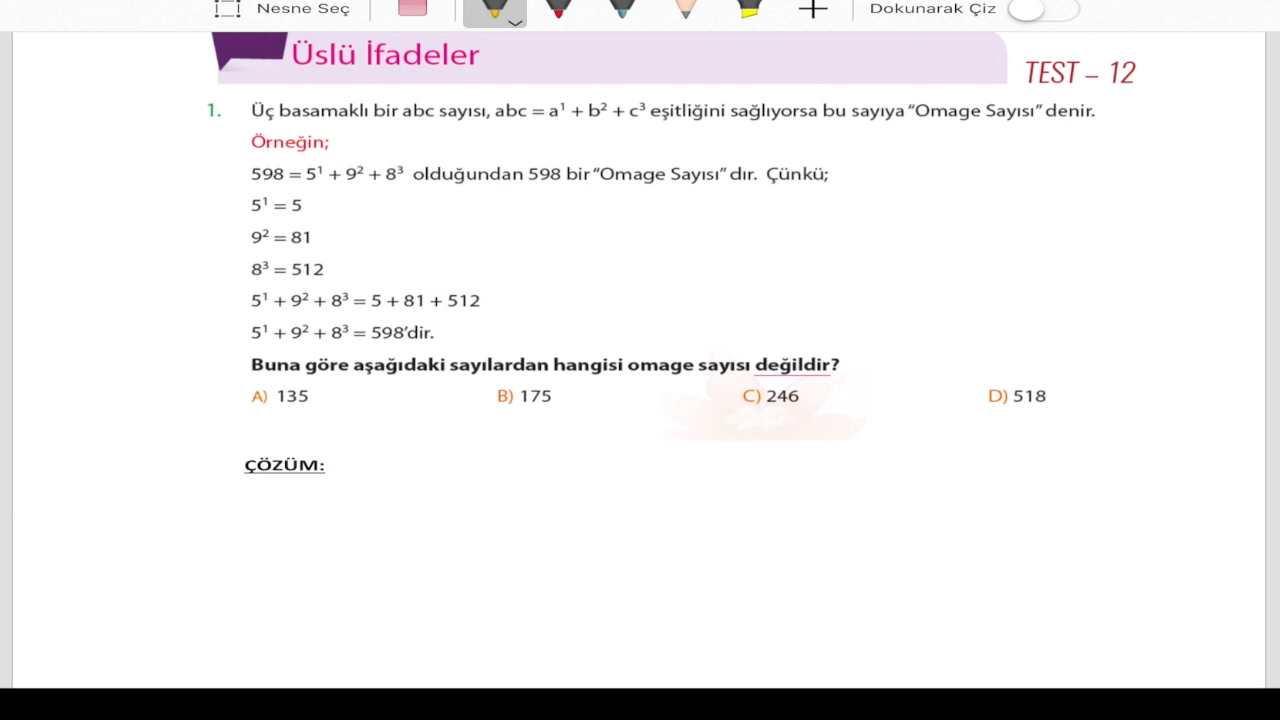 Nesne Seç
Dokunarak Çiz
Üslü İfadeler
TEST – 12
1. Üç basamaklı bir abc sayısı, abc = a¹ + b² + c³ eşitliğini sağlıyorsa bu sayıya “Omage Sayısı” denir.
Örneğin;
598 = 5¹ + 9² + 8³ olduğundan 598 bir “Omage Sayısı” dır. Çünkü;
5¹ = 5
9² = 81
8³ = 512
5¹ + 9² + 8³ = 5 + 81 + 512
5¹ + 9² + 8³ = 598’dir.
Buna göre aşağıdaki sayılardan hangisi omage sayısı değildir?
A) 135 B) 175 C) 246 D) 518
ÇÖZÜM: